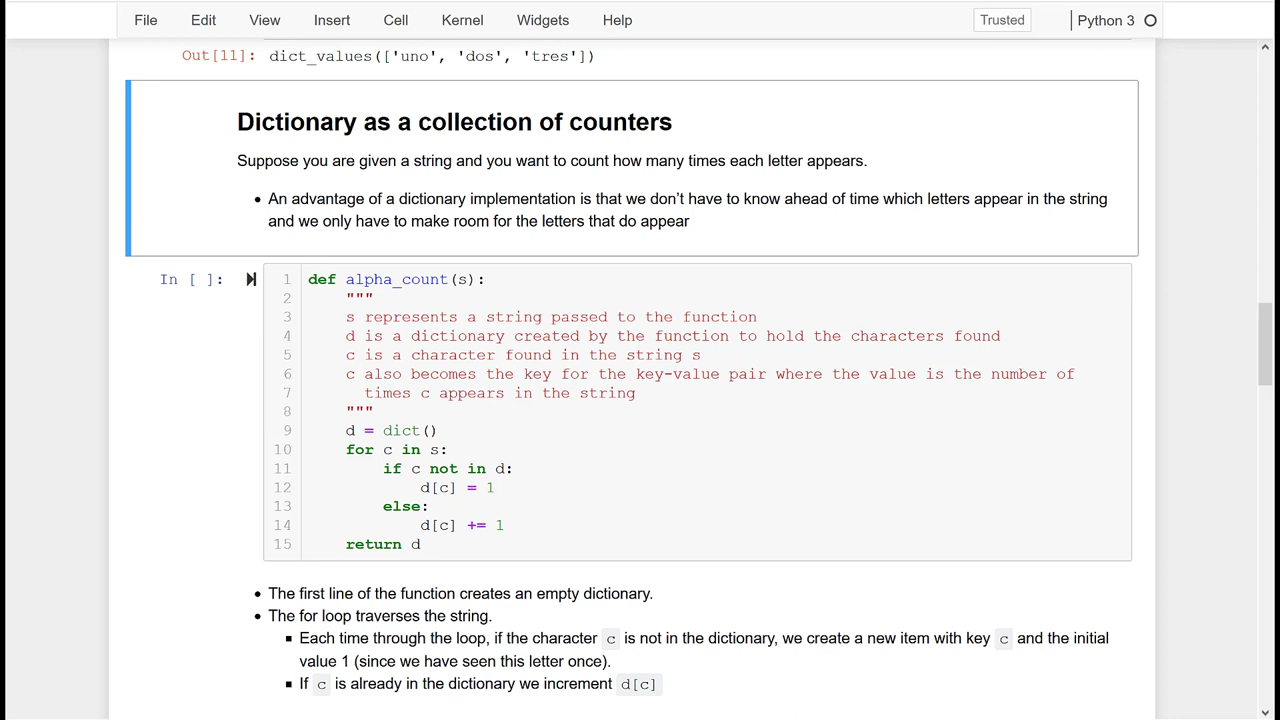 File Edit View Insert Cell Kernel Widgets Help Trusted Python 3
Out[11]: dict_values(['uno', 'dos', 'tres'])
Dictionary as a collection of counters
Suppose you are given a string and you want to count how many times each letter appears.
• An advantage of a dictionary implementation is that we don’t have to know ahead of time which letters appear in the string
and we only have to make room for the letters that do appear
In [ ]:
1 def alpha_count(s):
2 """
3 s represents a string passed to the function
4 d is a dictionary created by the function to hold the characters found
5 c is a character found in the string s
6 c also becomes the key for the key-value pair where the value is the number of
7 times c appears in the string
8 """
9 d = dict()
10 for c in s:
11 if c not in d:
12 d[c] = 1
13 else:
14 d[c] += 1
15 return d
• The first line of the function creates an empty dictionary.
• The for loop traverses the string.
▪ Each time through the loop, if the character c is not in the dictionary, we create a new item with key c and the initial
value 1 (since we have seen this letter once).
▪ If c is already in the dictionary we increment d[c]